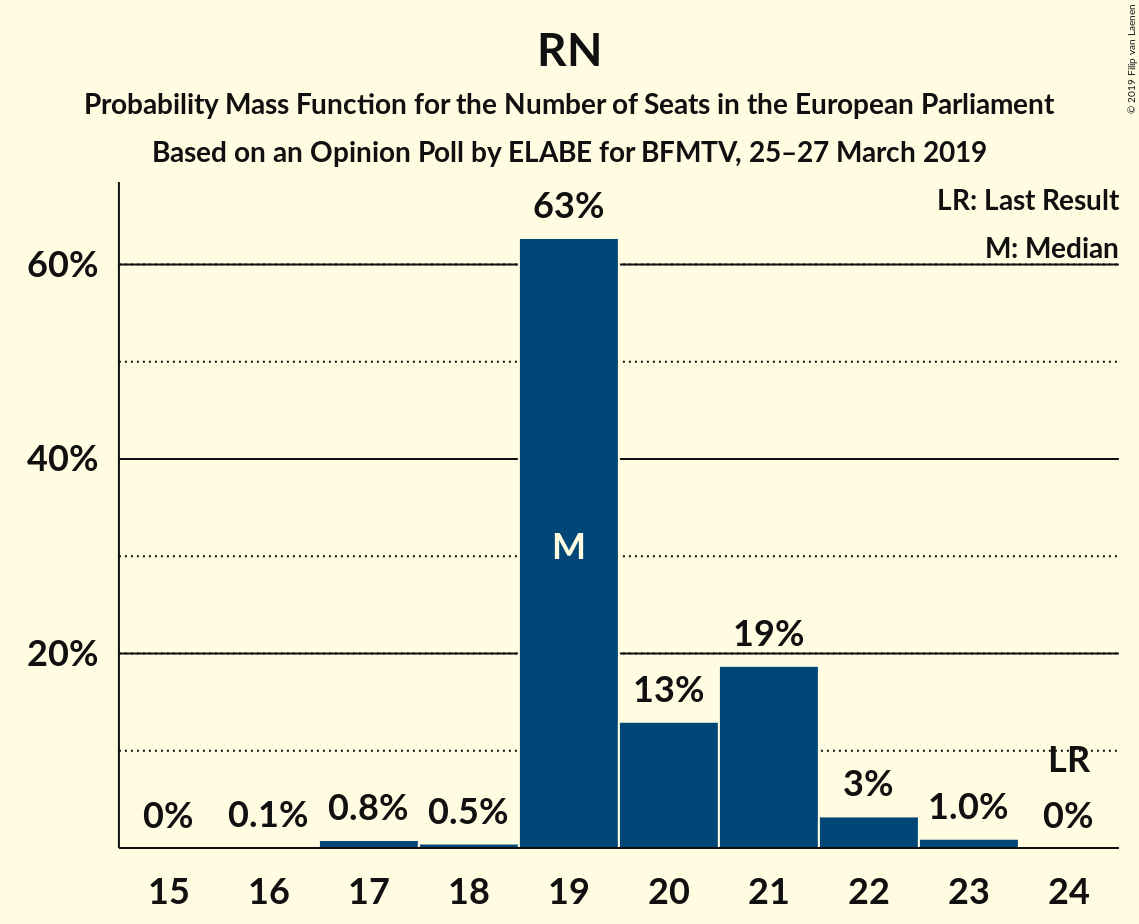 RN
Probability Mass Function for the Number of Seats in the European Parliament
Based on an Opinion Poll by ELABE for BFMTV, 25–27 March 2019
© 2019 Filip van Laenen
LR: Last Result
M: Median
60%
40%
20%
0%
0.1%
0.8%
0.5%
63%
M
13%
19%
3%
1.0%
LR
0%
15 16 17 18 19 20 21 22 23 24